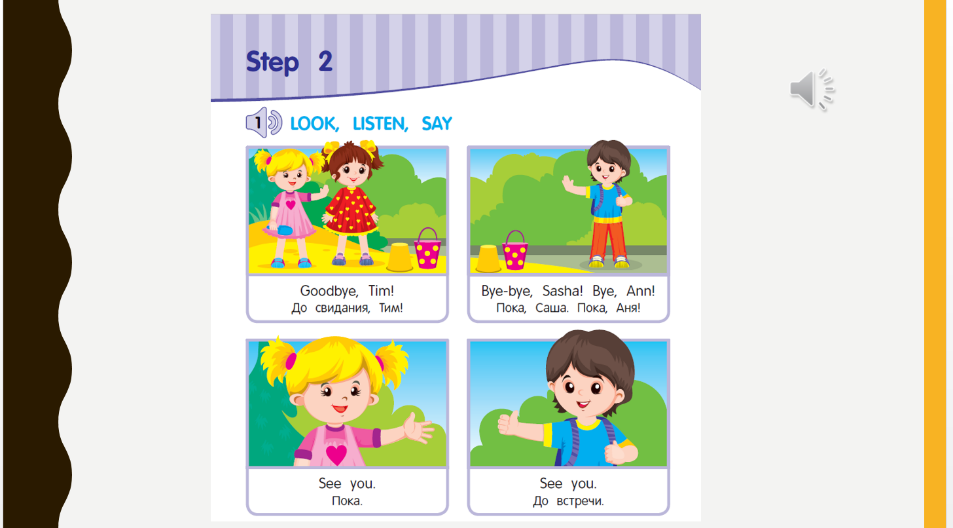 Step 2
1 LOOK, LISTEN, SAY
Goodbye, Tim!
До свидания, Тим!
Bye-bye, Sasha! Bye, Ann!
Пока, Саша. Пока, Аня!
See you.
Пока.
See you.
До встречи.